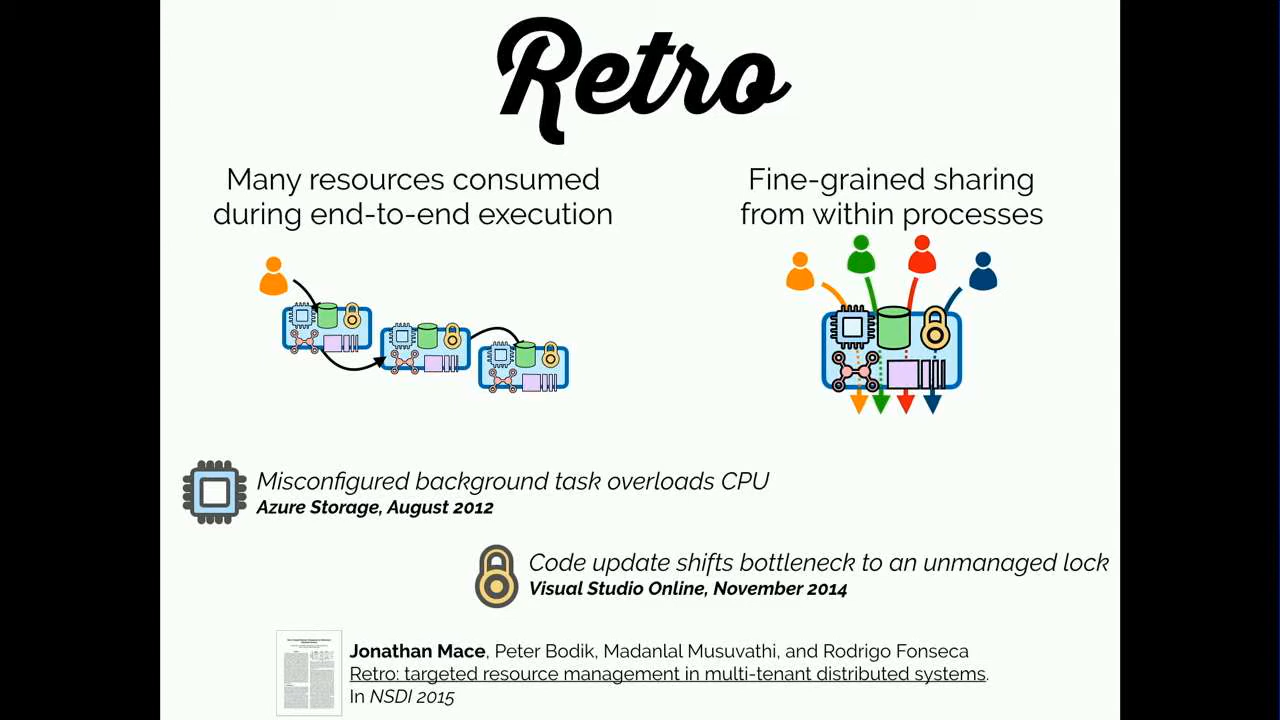 Retro
Many resources consumed
during end-to-end execution
Fine-grained sharing
from within processes
Misconfigured background task overloads CPU
Azure Storage, August 2012
Code update shifts bottleneck to an unmanaged lock
Visual Studio Online, November 2014
Jonathan Mace, Peter Bodik, Madanlal Musuvathi, and Rodrigo Fonseca
Retro: targeted resource management in multi-tenant distributed systems.
In NSDI 2015